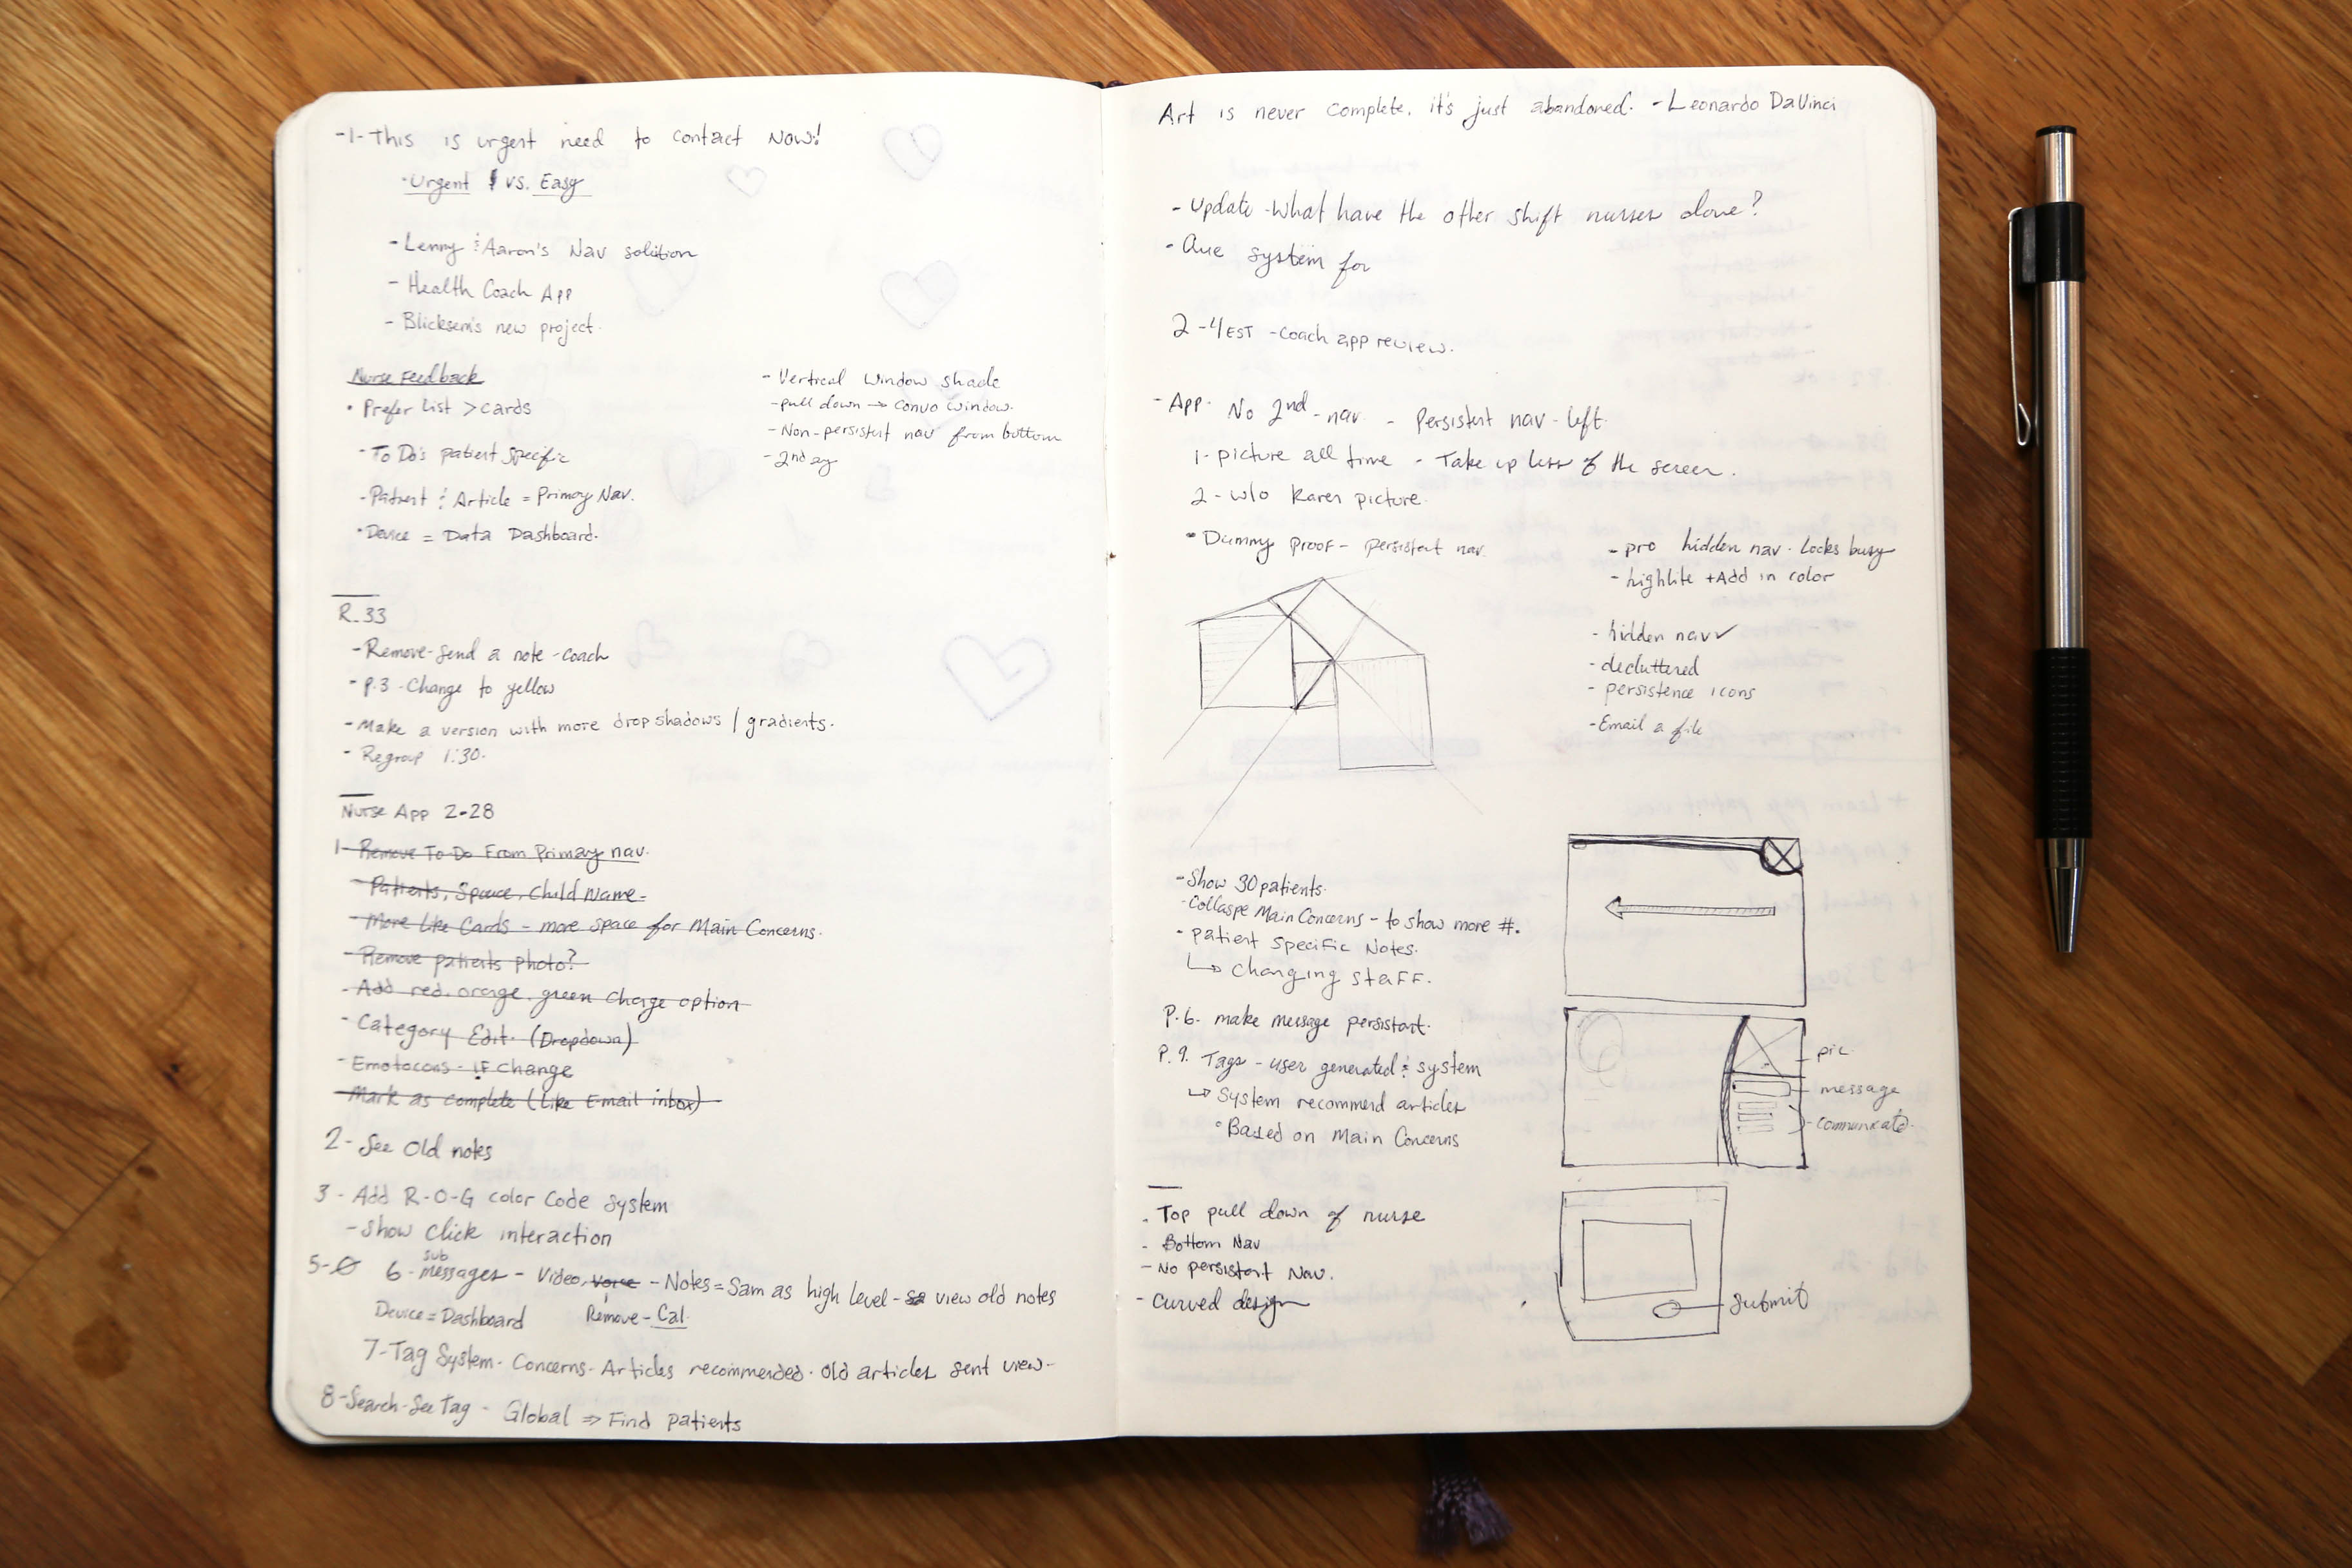 -1- This is urgent need to contact NOW!
· Urgent vs. Easy
- Lenny & Aaron's Nav solution
- Health Coach App
- Blicksem's new project.
Nurse Feedback
· Prefer List > cards
- To Do's patient specific
- Patient & Article = Primary Nav.
· Device = Data Dashboard.
- Vertical Window shade
- pull down → Convo window.
- Non-persistent nav from bottom
- 2nday
R.33
- Remove-Send a note-coach
- P.3 - Change to yellow
- Make a version with more drop shadows / gradients.
- Regroup 1:30.
Nurse App 2-28
1- Remove To-Do From Primary nav.
- Patients, Spouce, Child Name-
- More Like Cards - more space for Main Concerns.
- Remove patients photo?
- Add red, orange, green charge option
- Category Edit. (Dropdown)
- Emotocons - IF change
- Mark as complete (Like Email inbox)
2- See Old notes
3 - Add R-O-G color Code System
- Show Click interaction
5-Ø 6- sub messages - Video, Voice - Notes = Sam as high level - view old notes
Device = Dashboard Remove - Cal.
7-Tag System - Concerns - Articles recommended. Old articles sent view-
8-Search-See Tag - Global ⇒ Find patients
Art is never complete, it's just abandoned. - Leonardo DaVinci
- Update - What have the other shift nurses done?
- Que system for
2-4 EST - Coach app review.
- App. No 2nd - nav. - Persistent nav - left.
1- picture all time - Take up less of the screen.
2- w/o Karen picture.
· Dummy Proof - persistent nav.
- pro hidden nav - looks busy
- highlite + Add in color
- hidden nav ✓
- decluttered
- persistence icons
- Email a file
- Show 30 patients.
- Collaspe Main Concerns - to show more #.
- patient specific Notes.
↳ Changing staff.
P.6. make message persistant.
P.9. Tags - user generated & system
↳ System recommend articles
° Based on Main Concerns
pic.
message
communicate.
- Top pull down of nurse
- Bottom Nav
- No persistant Nav.
- Curved design
Submit